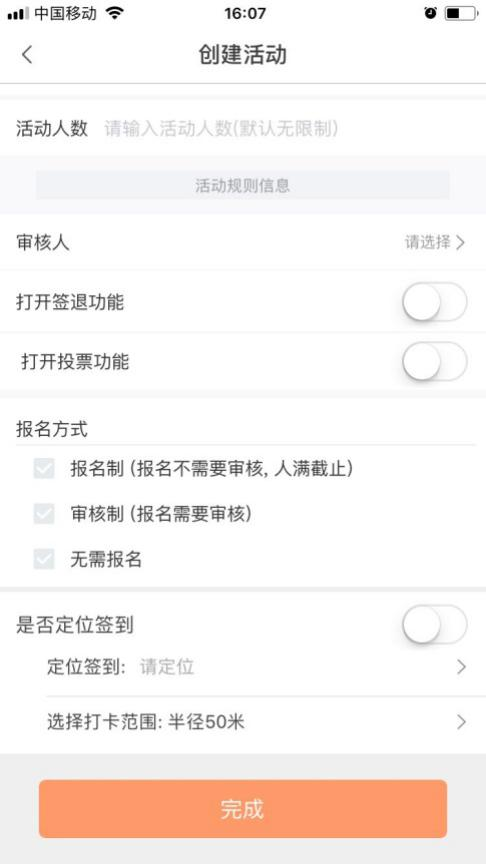 中国移动 16:07
创建活动
活动人数 请输入活动人数(默认无限制)
活动规则信息
审核人 请选择
打开签退功能
打开投票功能
报名方式
报名制 (报名不需要审核, 人满截止)
审核制 (报名需要审核)
无需报名
是否定位签到
定位签到: 请定位
选择打卡范围: 半径50米
完成